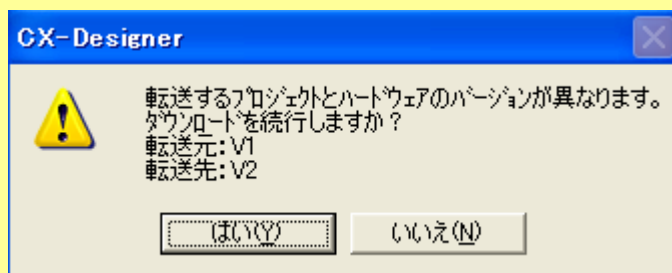 CX-Designer
転送するプロジェクトとハードウェアのバージョンが異なります。
ダウンロードを続行しますか？
転送元：V1
転送先：V2
はい(Y)
いいえ(N)